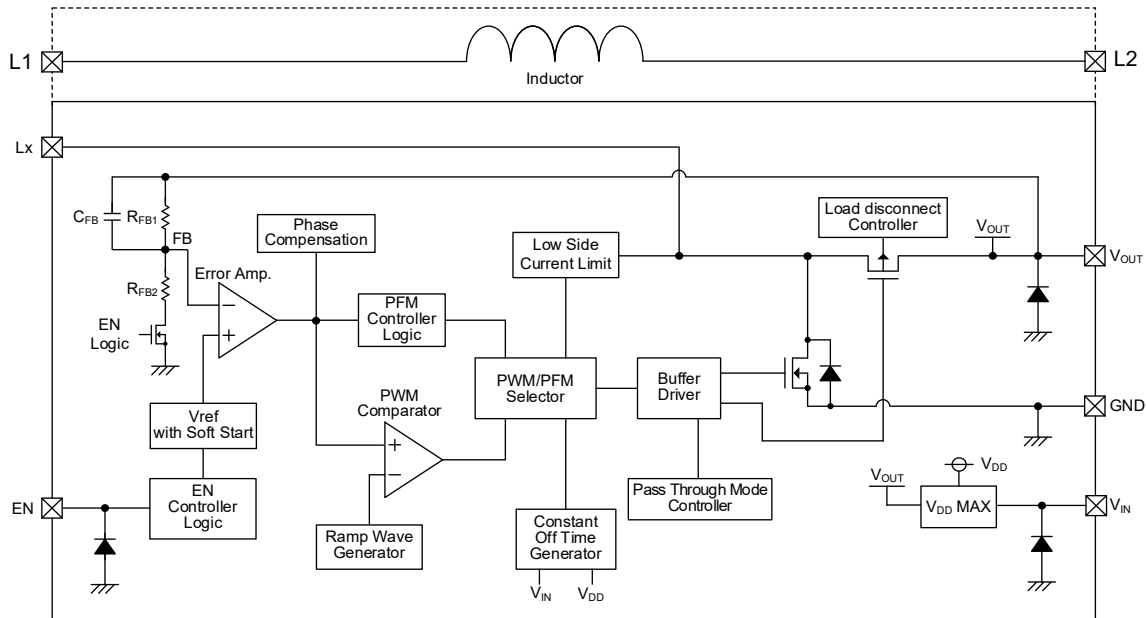 L1
L2
Inductor
Lx
CFB
RFB1
FB
RFB2
EN
Logic
Error Amp.
Phase
Compensation
Low Side
Current Limit
Load disconnect
Controller
VOUT
VOUT
PFM
Controller
Logic
PWM/PFM
Selector
Buffer
Driver
PWM
Comparator
Vref
with Soft Start
GND
EN
EN
Controller
Logic
Ramp Wave
Generator
Constant
Off Time
Generator
VIN
VDD
Pass Through Mode
Controller
VOUT
VDD
VDD MAX
VIN